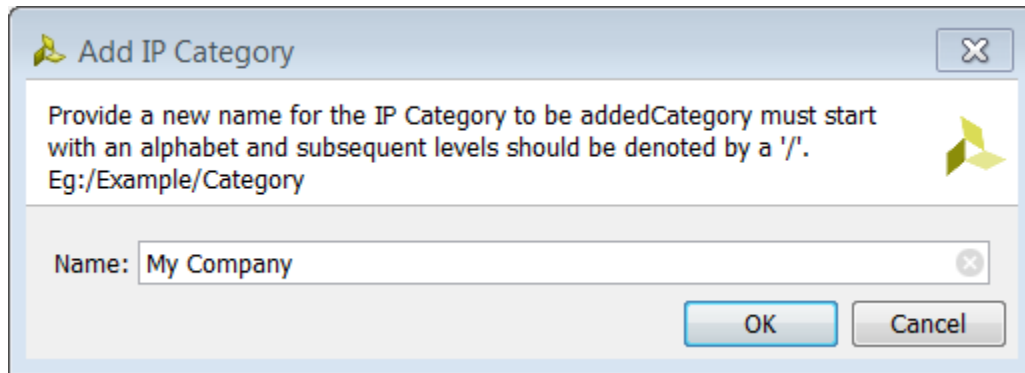 Add IP Category
Provide a new name for the IP Category to be addedCategory must start
with an alphabet and subsequent levels should be denoted by a '/'.
Eg:/Example/Category
Name: My Company
OK Cancel